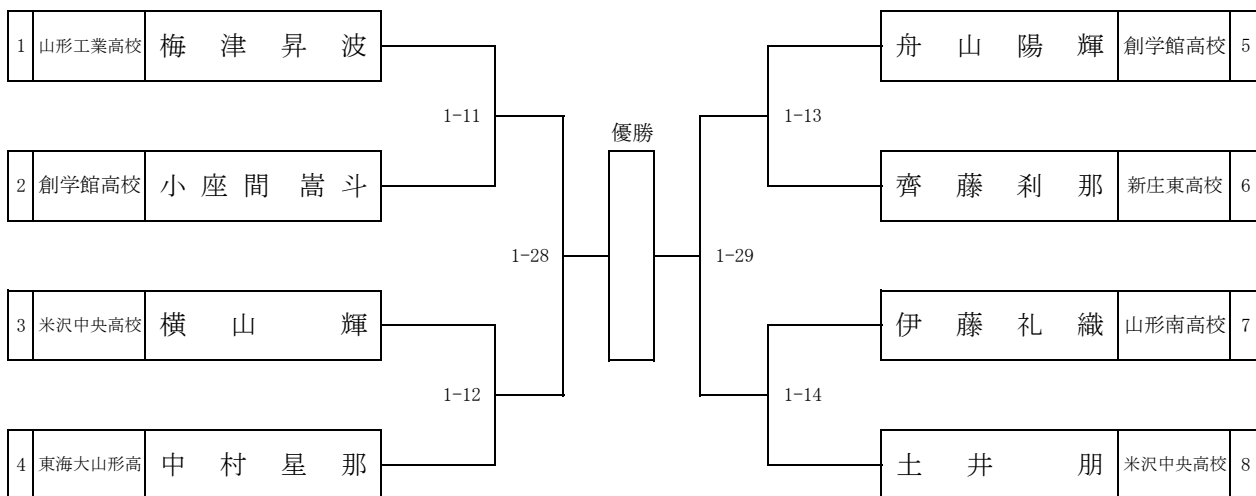 1 山形工業高校 梅津昇波
舟山陽輝 創学館高校 5
1-11
1-13
優勝
2 創学館高校 小座間嵩斗
齊藤刹那 新庄東高校 6
1-28
1-29
3 米沢中央高校 横山輝
伊藤礼織 山形南高校 7
1-12
1-14
4 東海大山形高 中村星那
土井朋 米沢中央高校 8